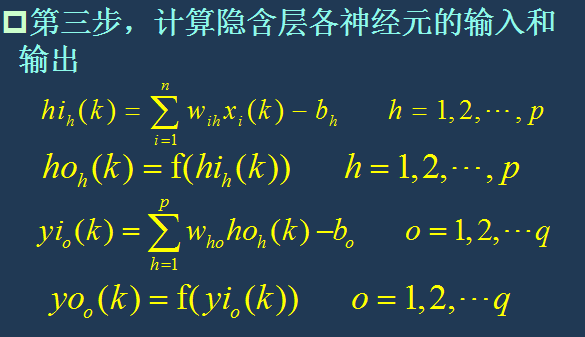 ❑第三步，计算隐含层各神经元的输入和
输出
hi_h(k) = \sum_{i=1}^{n} w_{ih}x_i(k) − b_h   h = 1,2,⋯,p
ho_h(k) = f(hi_h(k))   h = 1,2,⋯,p
yi_o(k) = \sum_{h=1}^{p} w_{ho}ho_h(k) − b_o   o = 1,2,⋯q
yo_o(k) = f(yi_o(k))   o = 1,2,⋯q